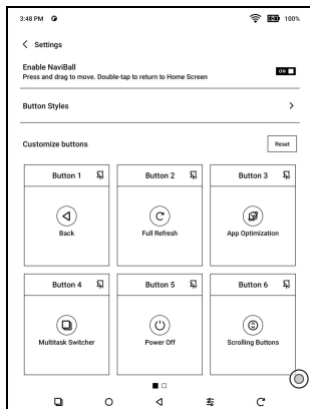 3:48 PM 100%
Settings
Enable NaviBall
Press and drag to move. Double-tap to return to Home Screen
ON
Button Styles
Customize buttons Reset
Button 1 Button 2 Button 3
Back Full Refresh App Optimization
Button 4 Button 5 Button 6
Multitask Switcher Power Off Scrolling Buttons